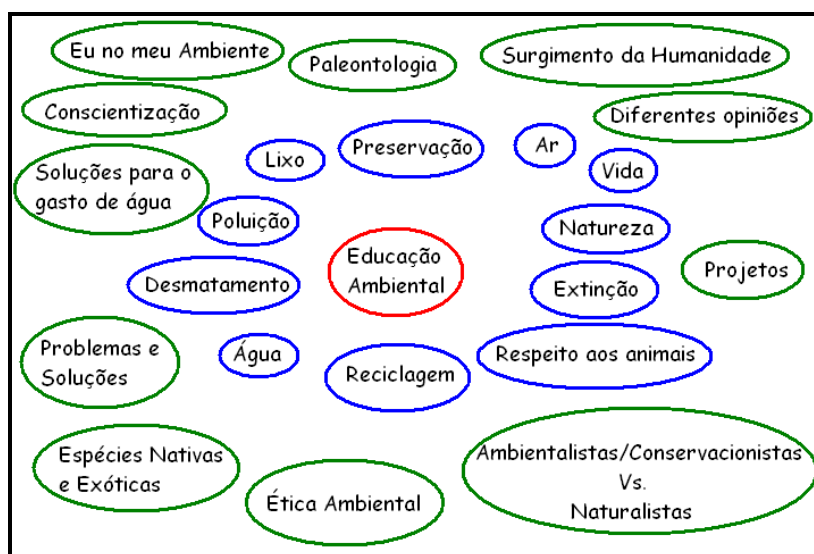 Eu no meu Ambiente
Paleontologia
Surgimento da Humanidade
Conscientização
Diferentes opiniões
Lixo
Preservação
Ar
Vida
Soluções para o
gasto de água
Poluição
Natureza
Educação
Ambiental
Projetos
Desmatamento
Extinção
Problemas e
Soluções
Água
Reciclagem
Respeito aos animais
Espécies Nativas
e Exóticas
Ética Ambiental
Ambientalistas/Conservacionistas
Vs.
Naturalistas